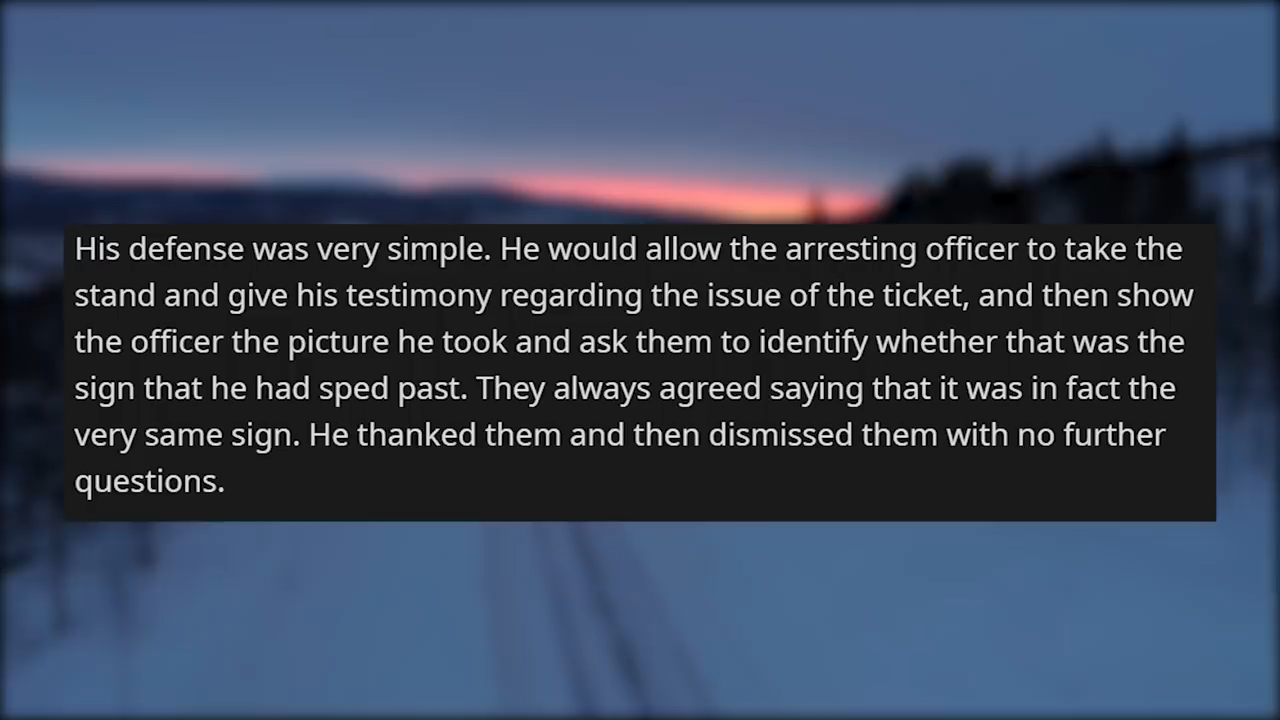 His defense was very simple. He would allow the arresting officer to take the
stand and give his testimony regarding the issue of the ticket, and then show
the officer the picture he took and ask them to identify whether that was the
sign that he had sped past. They always agreed saying that it was in fact the
very same sign. He thanked them and then dismissed them with no further
questions.